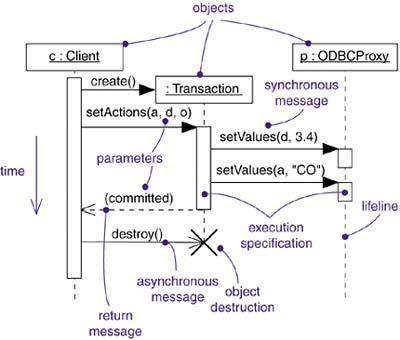 objects
c : Client
p : ODBCProxy
create()
: Transaction
synchronous
message
setActions(a, d, o)
setValues(d, 3.4)
parameters
time
setValues(a, "CO")
(committed)
execution
specification
lifeline
destroy()
asynchronous
message
object
destruction
return
message